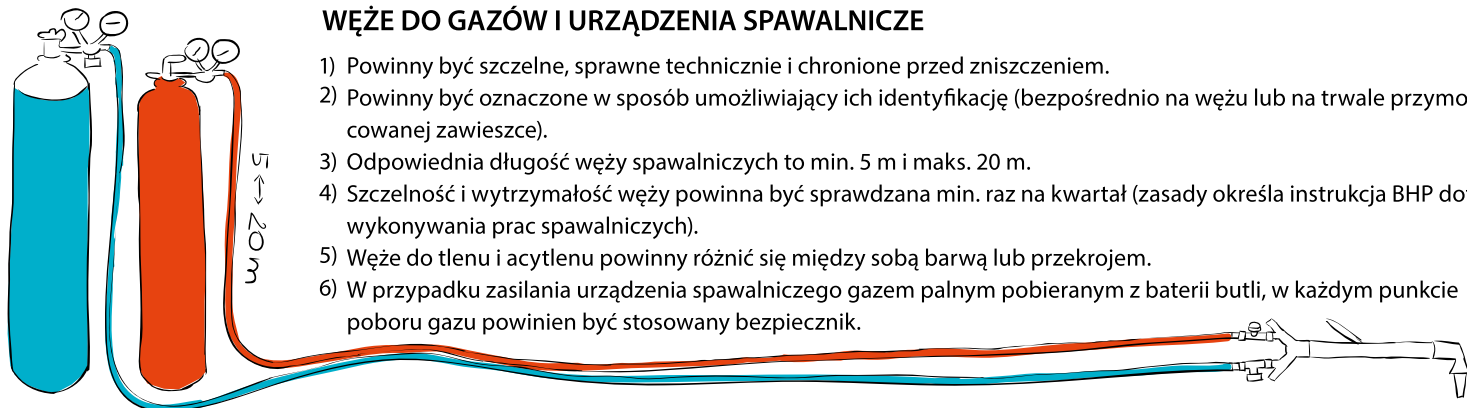 WĘŻE DO GAZÓW I URZĄDZENIA SPAWALNICZE
1) Powinny być szczelne, sprawne technicznie i chronione przed zniszczeniem.
2) Powinny być oznaczone w sposób umożliwiający ich identyfikację (bezpośrednio na wężu lub na trwale przymo
cowanej zawieszce).
3) Odpowiednia długość węży spawalniczych to min. 5 m i maks. 20 m.
4) Szczelność i wytrzymałość węży powinna być sprawdzana min. raz na kwartał (zasady określa instrukcja BHP do
wykonywania prac spawalniczych).
5) Węże do tlenu i acytlenu powinny różnić się między sobą barwą lub przekrojem.
6) W przypadku zasilania urządzenia spawalniczego gazem palnym pobieranym z baterii butli, w każdym punkcie
poboru gazu powinien być stosowany bezpiecznik.
5 ↔ 20 m